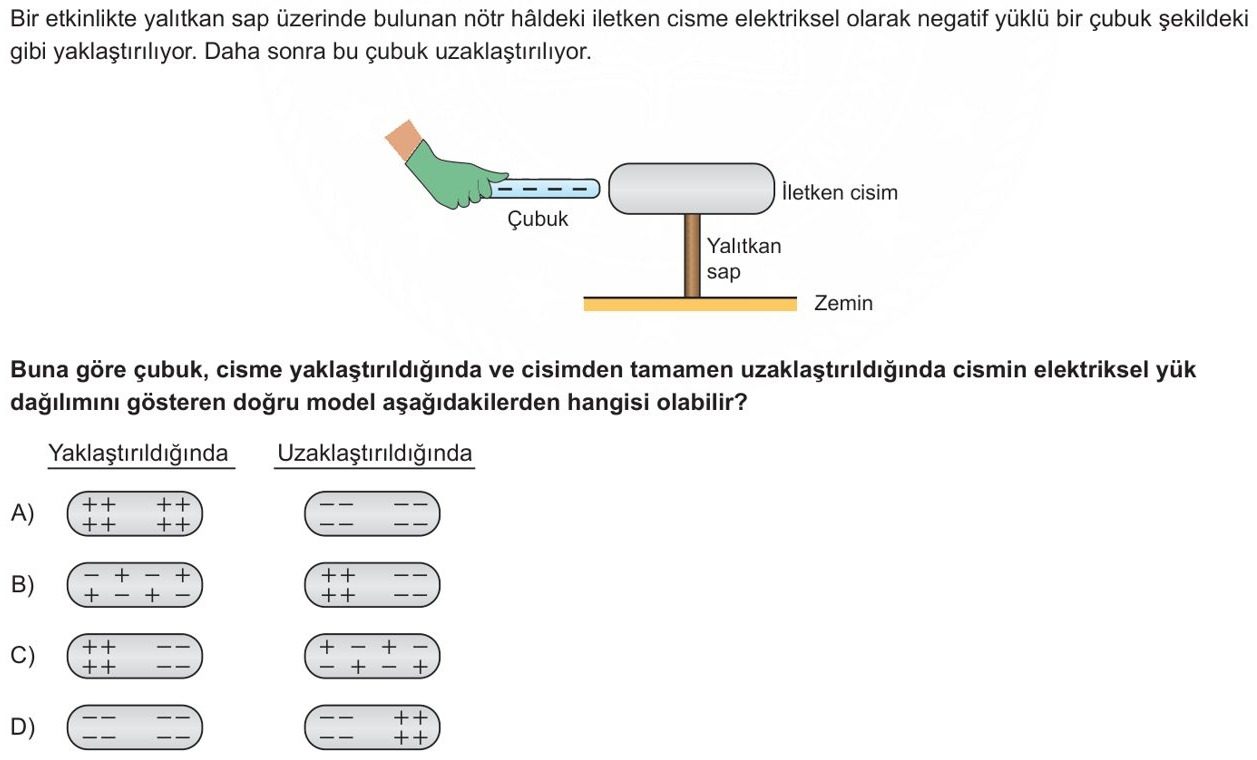 Bir etkinlikte yalıtkan sap üzerinde bulunan nötr hâldeki iletken cisme elektriksel olarak negatif yüklü bir çubuk şekildeki
gibi yaklaştırılıyor. Daha sonra bu çubuk uzaklaştırılıyor.
– – – –
İletken cisim
Çubuk
Yalıtkan
sap
Zemin
Buna göre çubuk, cisme yaklaştırıldığında ve cisimden tamamen uzaklaştırıldığında cismin elektriksel yük
dağılımını gösteren doğru model aşağıdakilerden hangisi olabilir?
Yaklaştırıldığında Uzaklaştırıldığında
++ ++ –– ––
A)
++ ++ –– ––
– + – + ++ ––
B)
+ – + – ++ ––
++ –– + – + –
C)
++ –– – + – +
–– –– –– ++
D)
–– –– –– ++